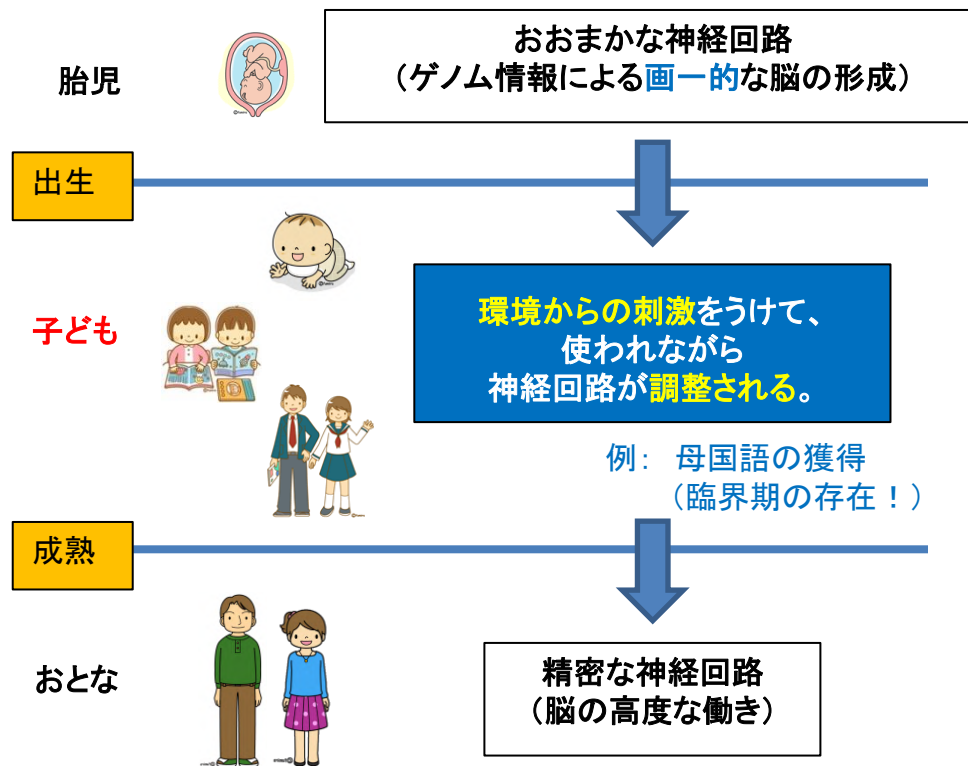 胎児
おおまかな神経回路
（ゲノム情報による画一的な脳の形成）
出生
子ども
環境からの刺激をうけて、
使われながら
神経回路が調整される。
例： 母国語の獲得
（臨界期の存在！）
成熟
おとな
精密な神経回路
（脳の高度な働き）